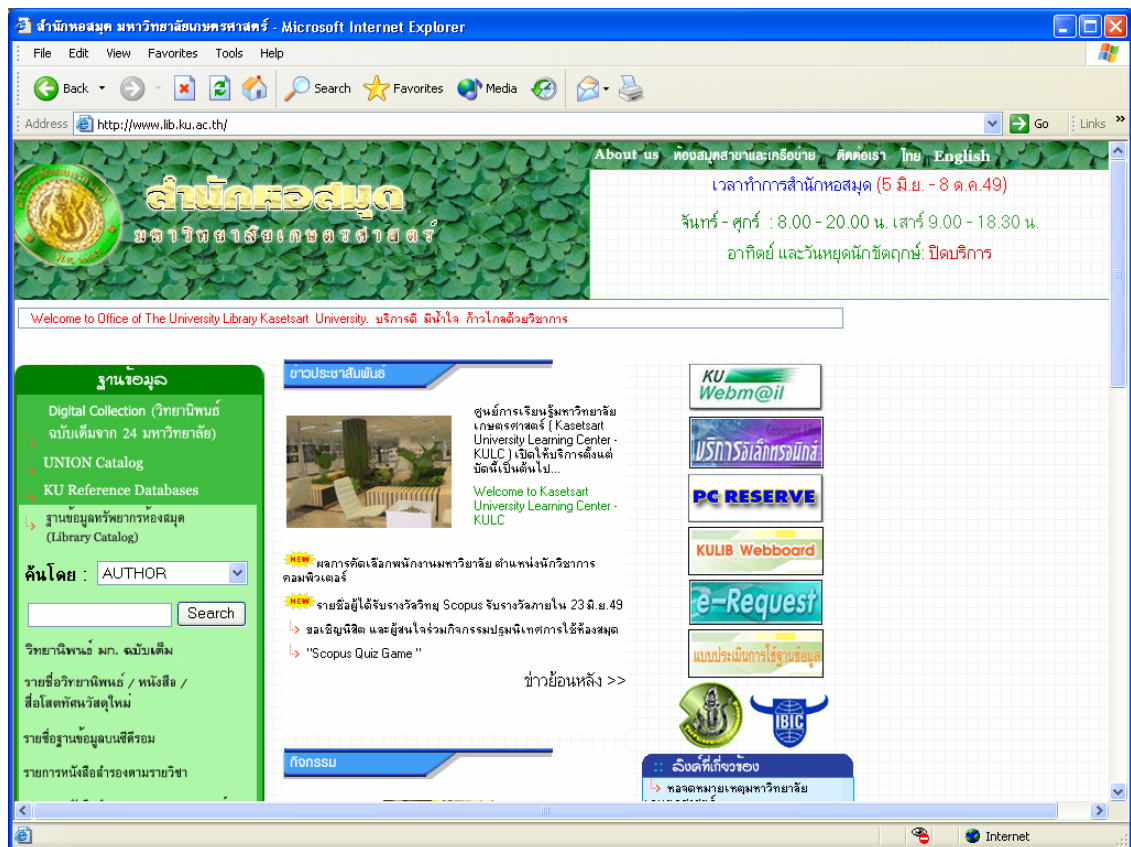 สำนักหอสมุด มหาวิทยาลัยเกษตรศาสตร์ - Microsoft Internet Explorer
File Edit View Favorites Tools Help
Back Search Favorites Media
Address http://www.lib.ku.ac.th/ Go Links »
About us ห้องสมุดสาขาและเครือข่าย ติดต่อเรา ไทย English
สำนักหอสมุด
มหาวิทยาลัยเกษตรศาสตร์
เวลาทำการสำนักหอสมุด (5 มิ.ย. - 8 ต.ค.49)
จันทร์ - ศุกร์ : 8.00 - 20.00 น. เสาร์ 9.00 - 18.30 น.
อาทิตย์ และวันหยุดนักขัตฤกษ์: ปิดบริการ
Welcome to Office of The University Library Kasetsart University. บริการดี มีน้ำใจ ก้าวไกลด้วยวิชาการ
ฐานข้อมูล
Digital Collection (วิทยานิพนธ์
ฉบับเต็มจาก 24 มหาวิทยาลัย)
UNION Catalog
KU Reference Databases
ฐานข้อมูลทรัพยากรห้องสมุด
(Library Catalog)
ค้นโดย : AUTHOR
Search
วิทยานิพนธ์ มก. ฉบับเต็ม
รายชื่อวิทยานิพนธ์ / หนังสือ /
สื่อโสตทัศนวัสดุใหม่
รายชื่อฐานข้อมูลบนซีดีรอม
รายการหนังสือสำรองตามรายวิชา
ข่าวประชาสัมพันธ์
ศูนย์การเรียนรู้มหาวิทยาลัย
เกษตรศาสตร์ ( Kasetsart
University Learning Center -
KULC ) เปิดให้บริการตั้งแต่
บัดนี้เป็นต้นไป...
Welcome to Kasetsart
University Learning Center -
KULC
NEW ผลการคัดเลือกพนักงานมหาวิยาลัย ตำแหน่งนักวิชาการ
คอมพิวเตอร์
NEW รายชื่อผู้ได้รับรางวัลวิทยุ Scopus รับรางวัลภายใน 23 มิ.ย.49
ขอเชิญนิสิต และผู้สนใจร่วมกิจกรรมปฐมนิเทศการใช้ห้องสมุด
"Scopus Quiz Game "
ข่าวย้อนหลัง >>
กิจกรรม
KU
Webm@il
บริการอิเล็กทรอนิกส์
PC RESERVE
KULIB Webboard
e-Request
แบบประเมินการใช้ฐานข้อมูล
IBIC
:: ลิงค์ที่เกี่ยวข้อง
หอจดหมายเหตุมหาวิทยาลัย
Internet